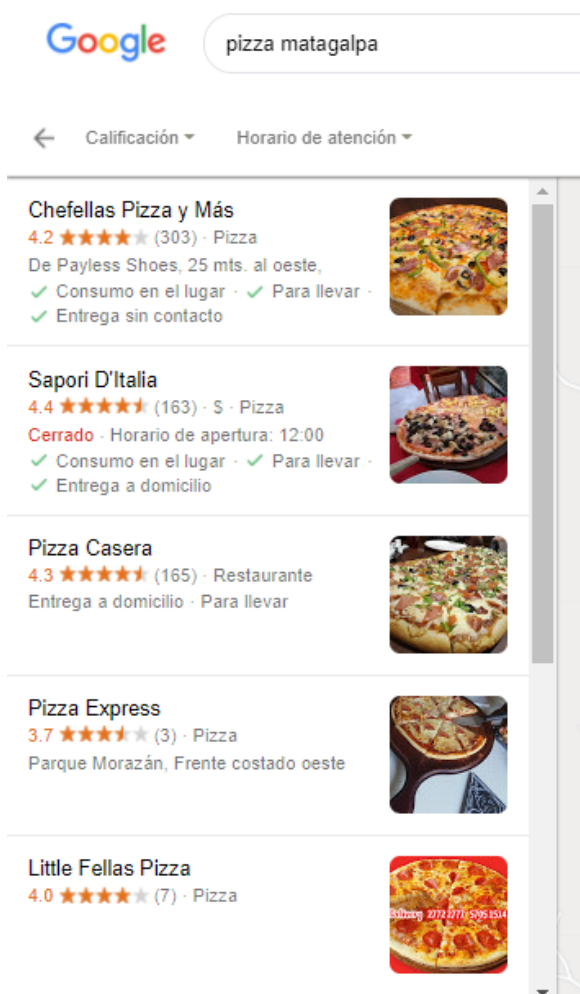 Google
pizza matagalpa
Calificación
Horario de atención
Chefellas Pizza y Más
4.2 (303) · Pizza
De Payless Shoes, 25 mts. al oeste,
✓ Consumo en el lugar · ✓ Para llevar ·
✓ Entrega sin contacto
Sapori D'Italia
4.4 (163) · $ · Pizza
Cerrado · Horario de apertura: 12:00
✓ Consumo en el lugar · ✓ Para llevar ·
✓ Entrega a domicilio
Pizza Casera
4.3 (165) · Restaurante
Entrega a domicilio · Para llevar
Pizza Express
3.7 (3) · Pizza
Parque Morazán, Frente costado oeste
Little Fellas Pizza
4.0 (7) · Pizza